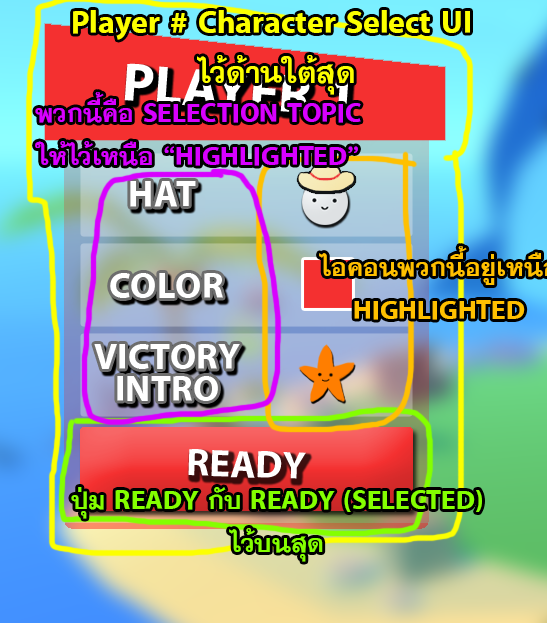 Player # Character Select UI
ไว้ด้านใต้สุด
PLAYER 1
พวกนี้คือ SELECTION TOPIC
ให้ไว้เหนือ “HIGHLIGHTED”
HAT
ไอคอนพวกนี้อยู่เหนือ
COLOR
HIGHLIGHTED
VICTORY
INTRO
READY
ปุ่ม READY กับ READY (SELECTED)
ไว้บนสุด